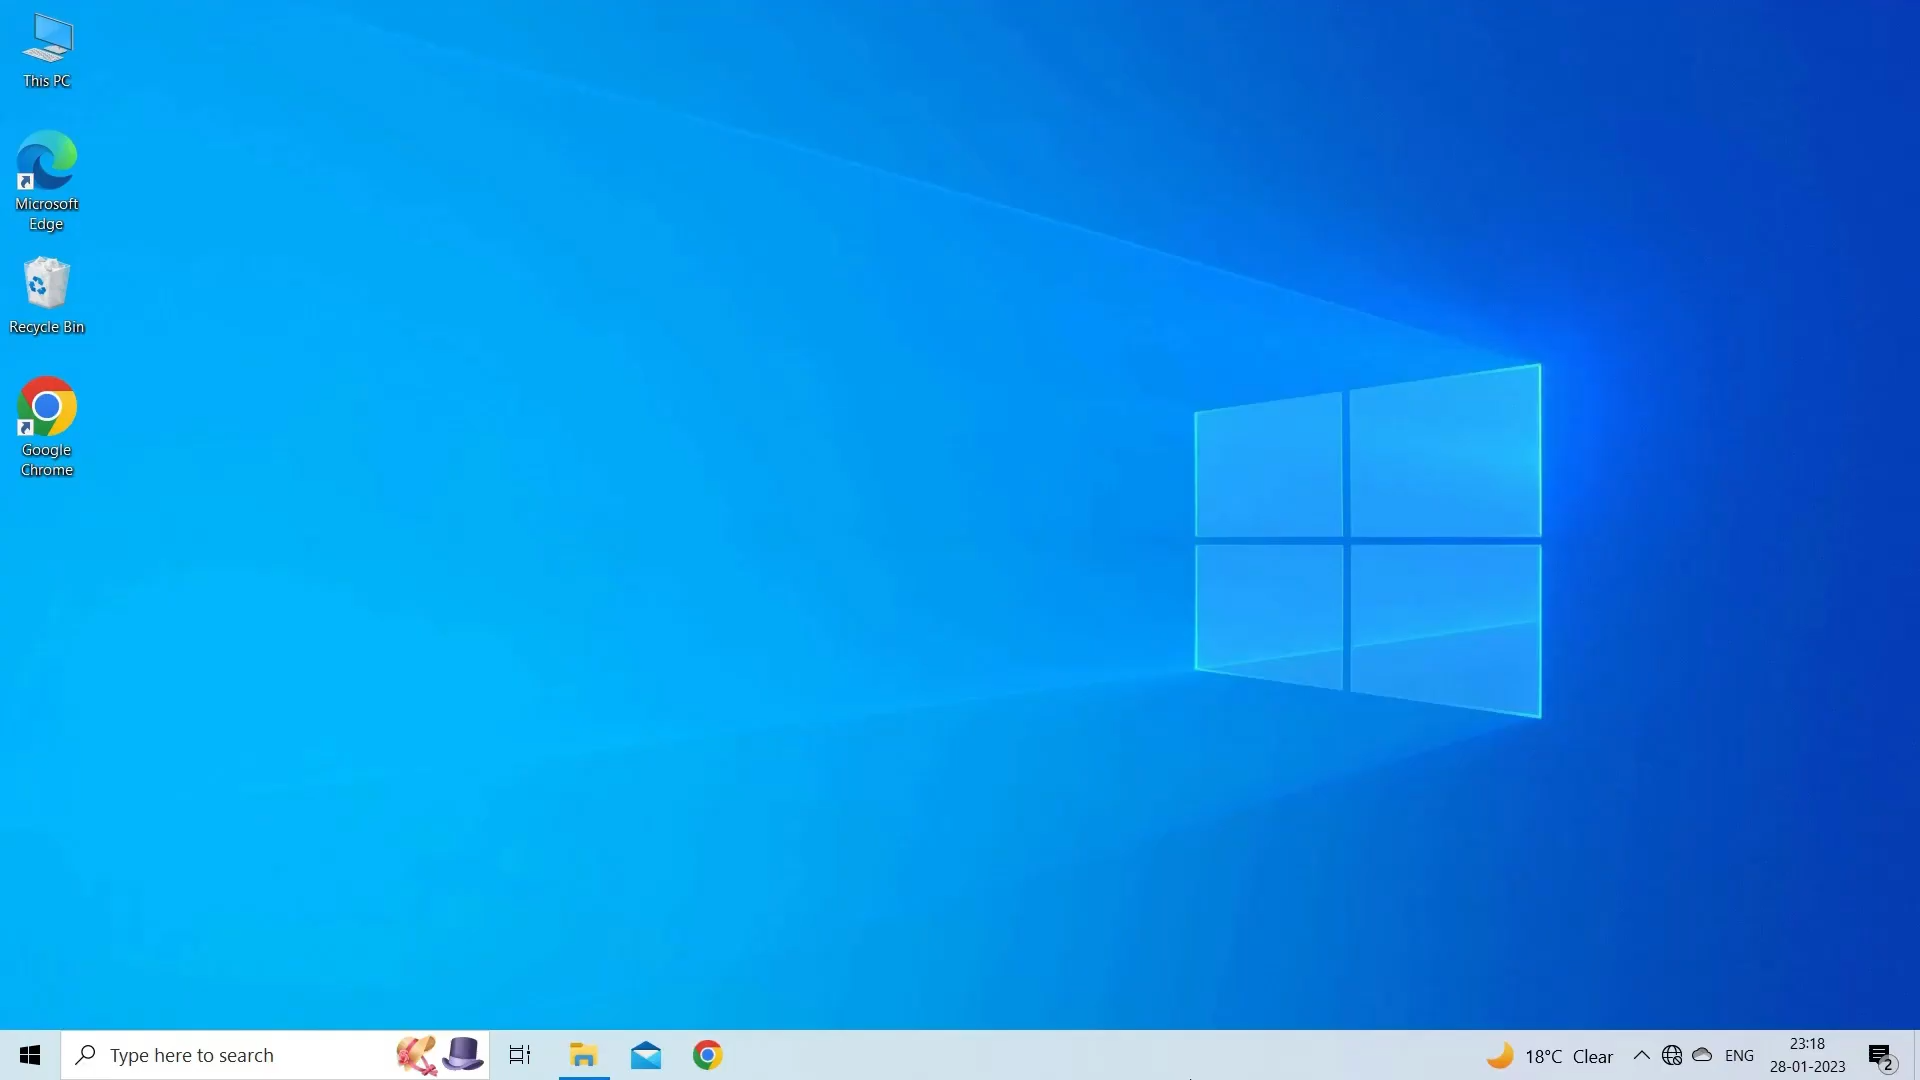 This PC
Microsoft
Edge
Recycle Bin
Google
Chrome
Type here to search
18°C Clear
ENG
23:18
28-01-2023
2